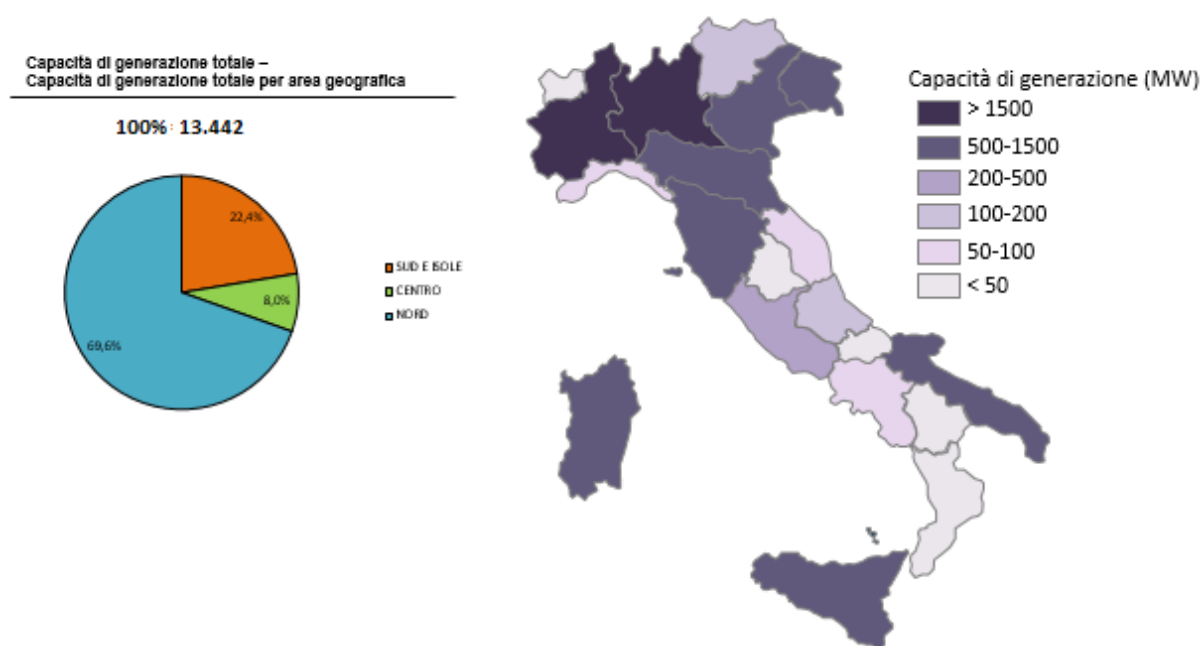 Capacità di generazione totale –
Capacità di generazione totale per area geografica
100%: 13.442
22,4%
8,0%
69,6%
SUD E ISOLE
CENTRO
NORD
Capacità di generazione (MW)
> 1500
500-1500
200-500
100-200
50-100
< 50